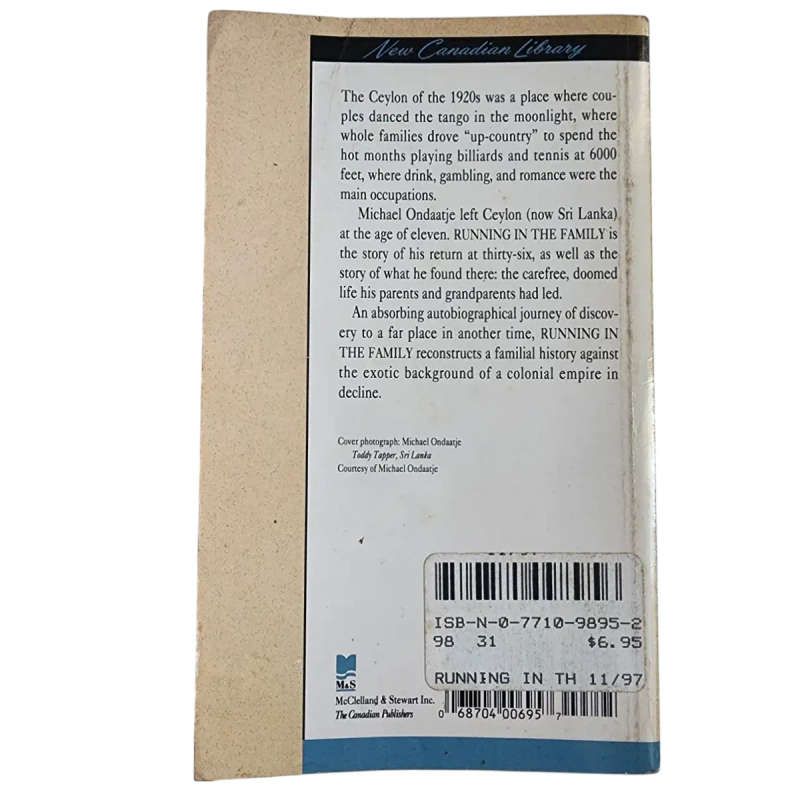 New Canadian Library
The Ceylon of the 1920s was a place where cou-
ples danced the tango in the moonlight, where
whole families drove “up-country” to spend the
hot months playing billiards and tennis at 6000
feet, where drink, gambling, and romance were the
main occupations.
Michael Ondaatje left Ceylon (now Sri Lanka)
at the age of eleven. RUNNING IN THE FAMILY is
the story of his return at thirty-six, as well as the
story of what he found there: the carefree, doomed
life his parents and grandparents had led.
An absorbing autobiographical journey of discov-
ery to a far place in another time, RUNNING IN
THE FAMILY reconstructs a familial history against
the exotic background of a colonial empire in
decline.
Cover photograph: Michael Ondaatje
Toddy Tapper, Sri Lanka
Courtesy of Michael Ondaatje
ISB-N-0-7710-9895-2
98 31 $6.95
RUNNING IN TH 11/97
M&S
McClelland & Stewart Inc.
The Canadian Publishers
0 68704 00695 7